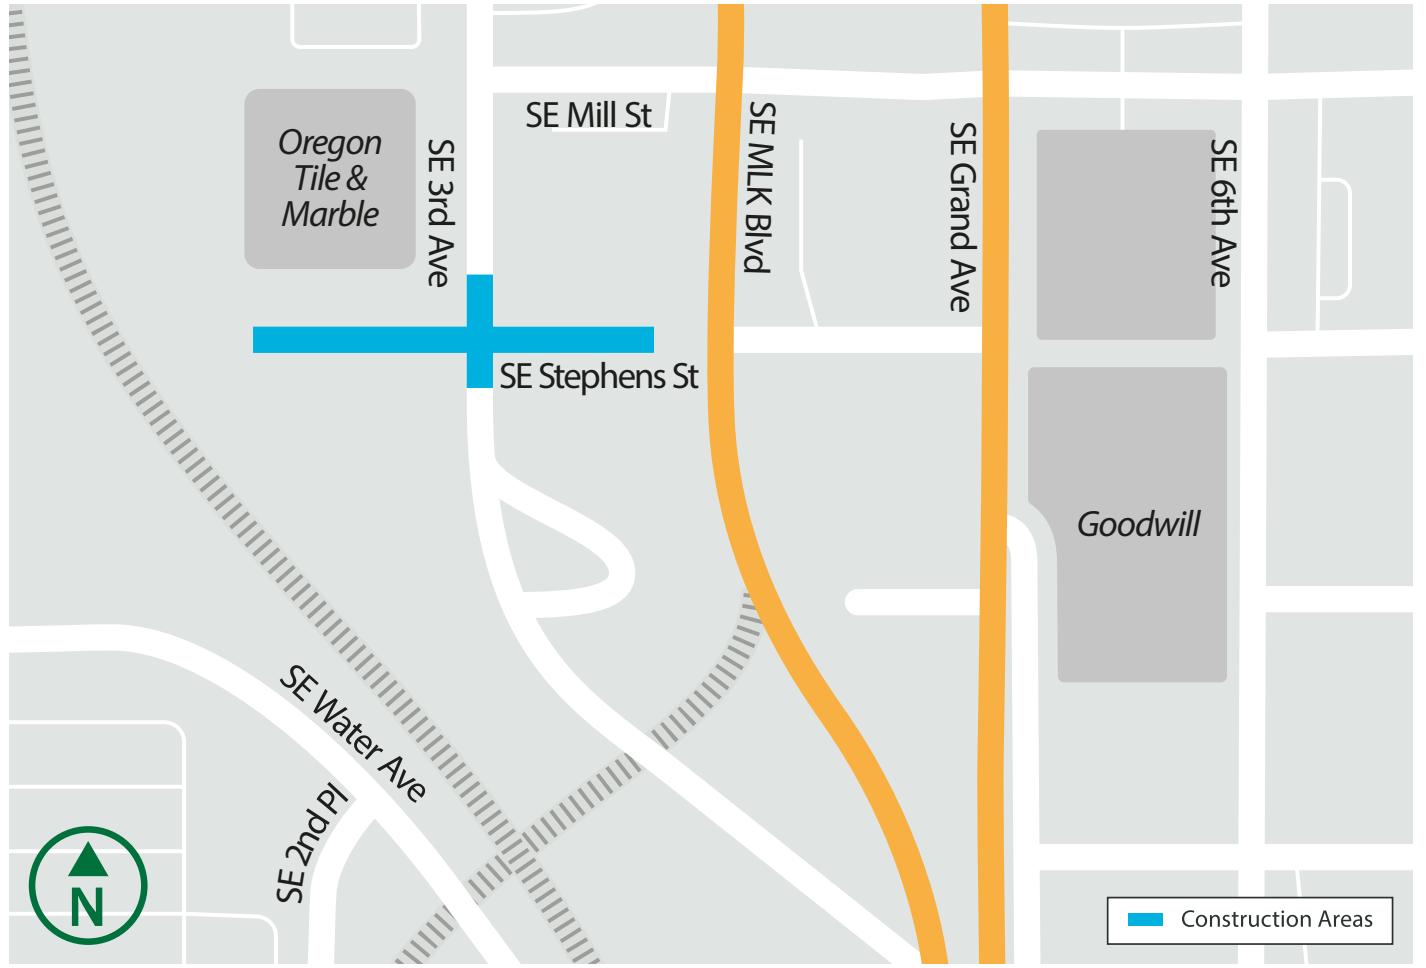 SE Mill St
Oregon
Tile &
Marble
SE 3rd Ave
SE MLK Blvd
SE Grand Ave
SE 6th Ave
SE Stephens St
Goodwill
SE Water Ave
SE 2nd Pl
N
Construction Areas